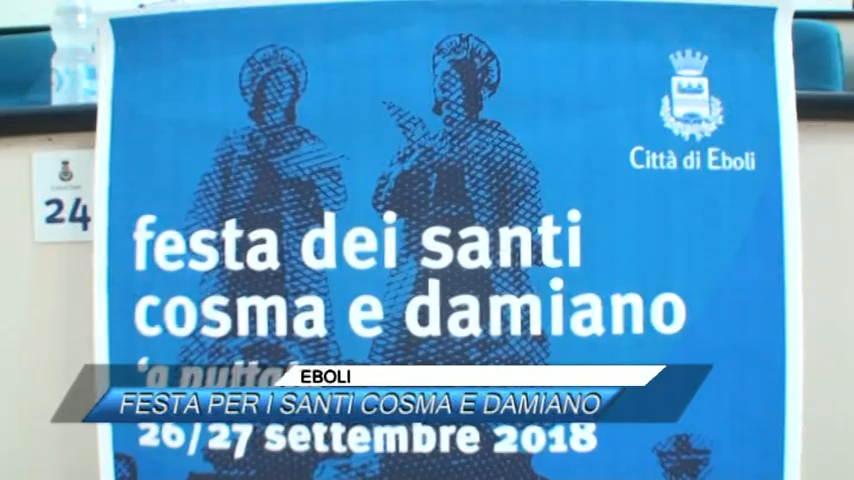 Città di Eboli
24
festa dei santi
cosma e damiano
EBOLI
FESTA PER I SANTI COSMA E DAMIANO
26/27 settembre 2018